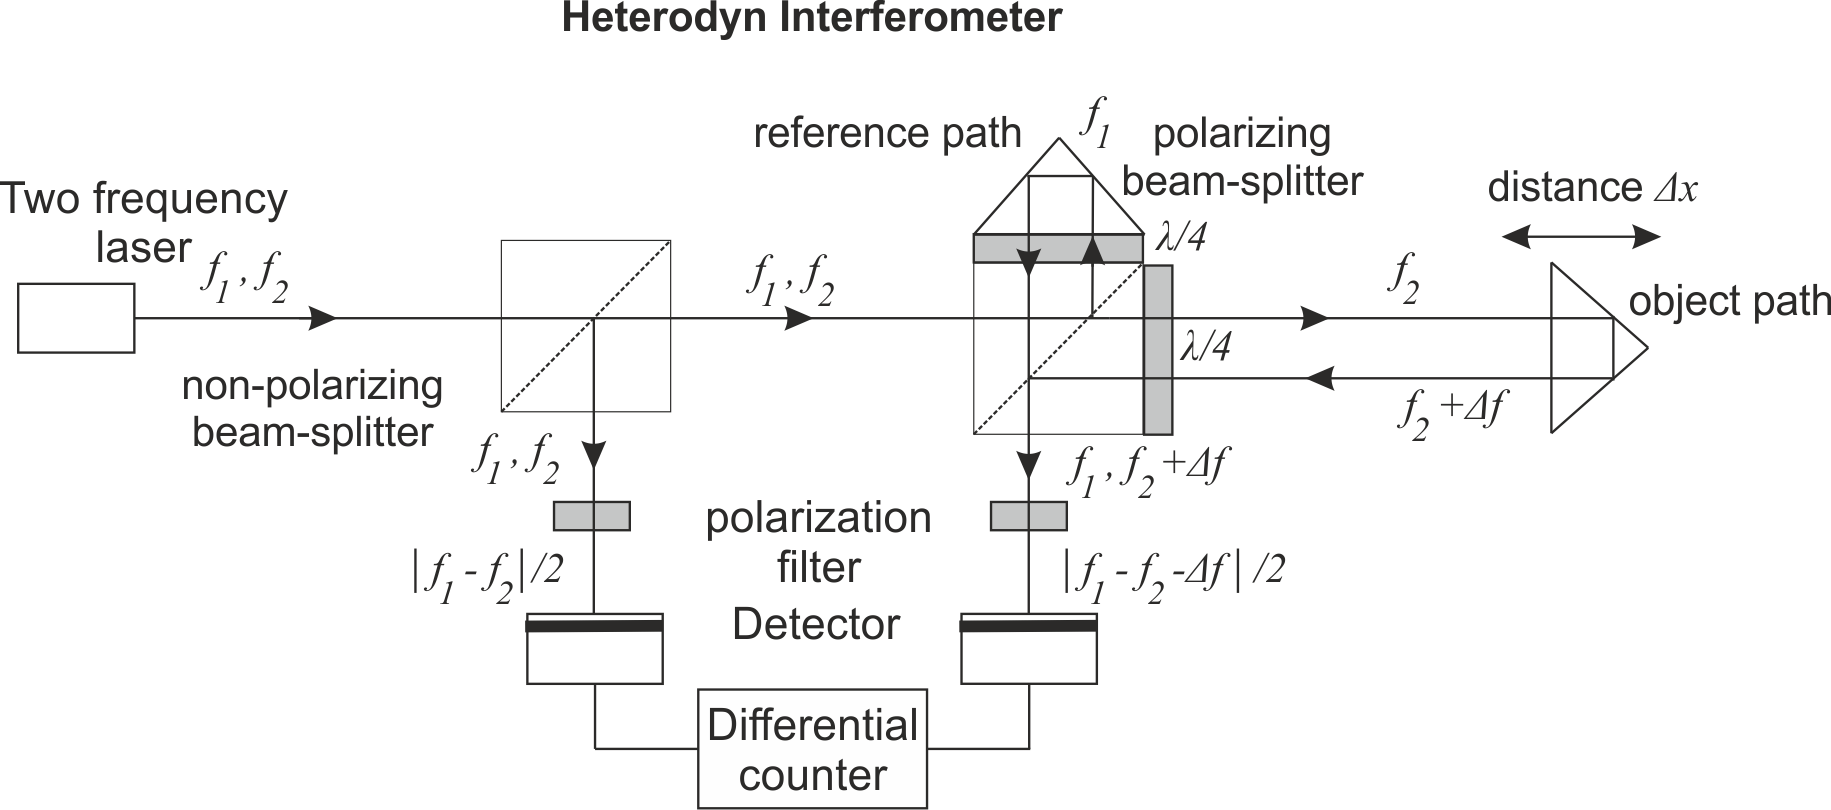 Heterodyn Interferometer
reference path
f1
polarizing
beam-splitter
distance Δx
Two frequency
laser
f1, f2
f1, f2
λ/4
f2
object path
λ/4
non-polarizing
beam-splitter
f2+Δf
f1, f2
f1, f2+Δf
polarization
filter
|f1-f2|/2
|f1-f2-Δf|/2
Detector
Differential
counter